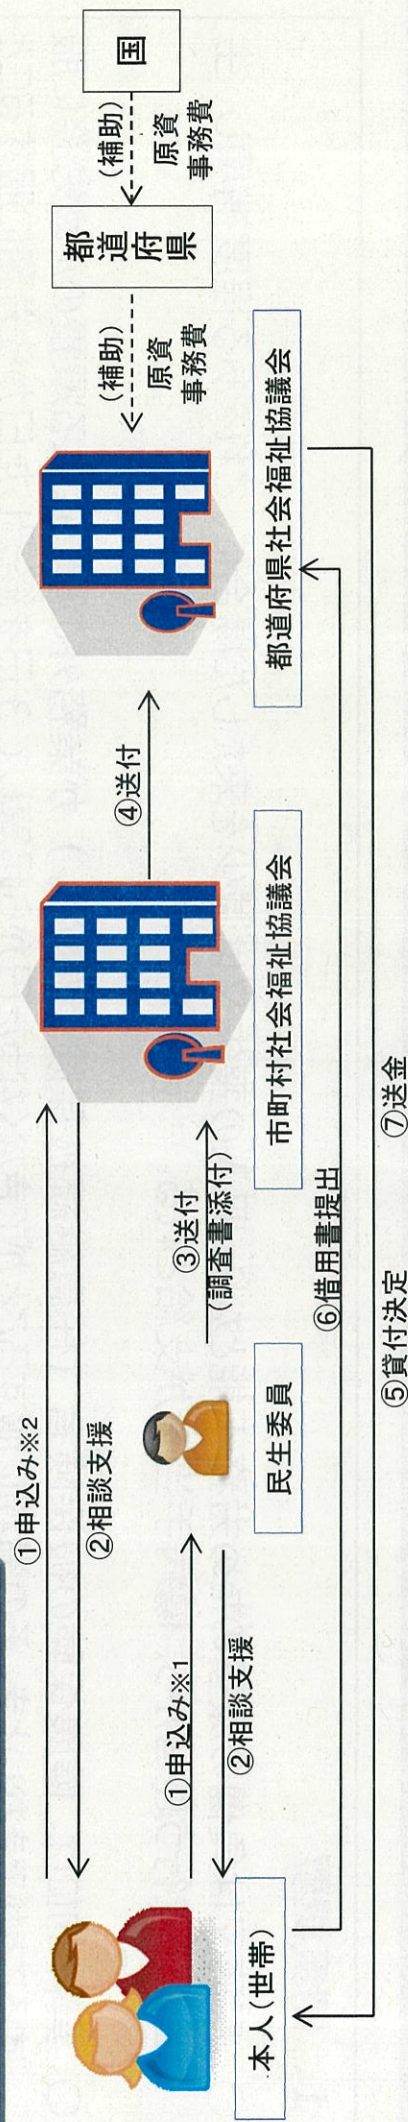 ①申込み※2
②相談支援
①申込み※1
②相談支援
本人(世帯)
民生委員
③送付
(調査書添付)
市町村社会福祉協議会
④送付
都道府県社会福祉協議会
(補助)
原資
事務費
都道
府県
(補助)
原資
事務費
国
⑥借用書提出
⑤貸付決定
⑦送金